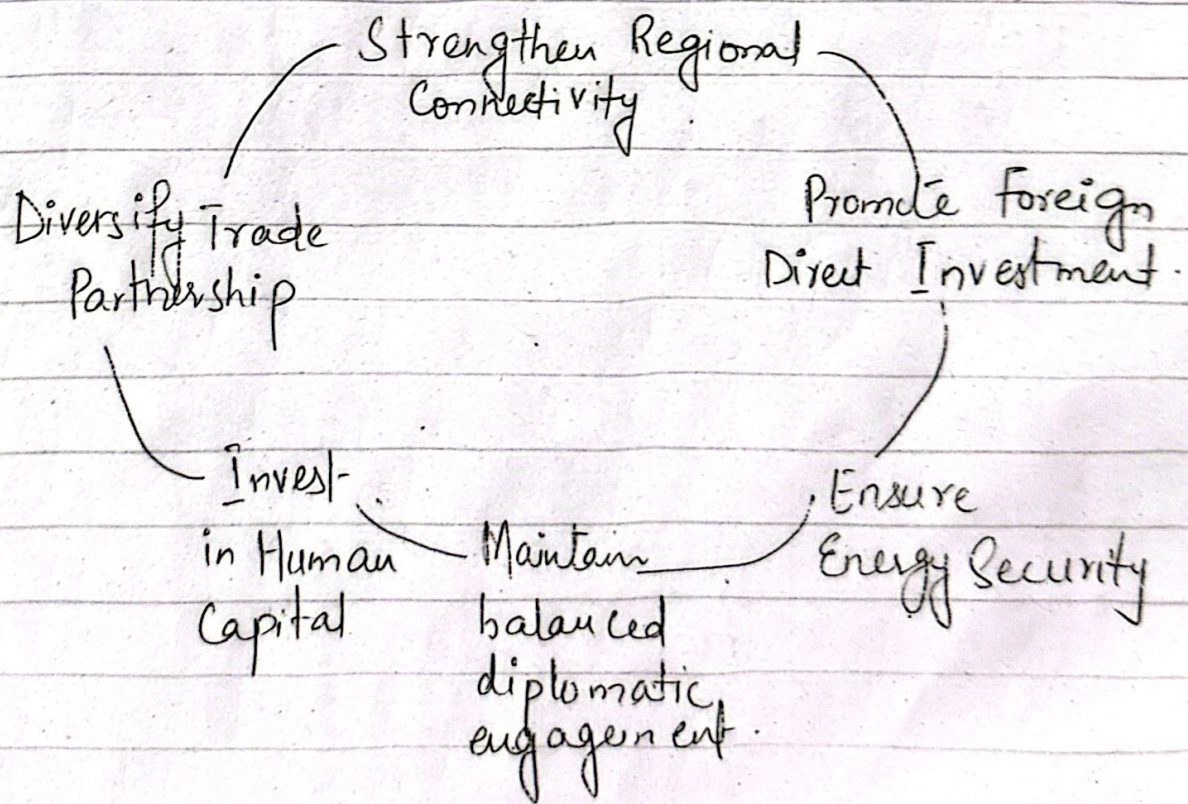 Strengthen Regional
Connectivity
Diversify Trade
Partnership
Promote Foreign
Direct Investment.
Invest
in Human
Capital
Maintain
balanced
diplomatic
engagement.
Ensure
Energy Security